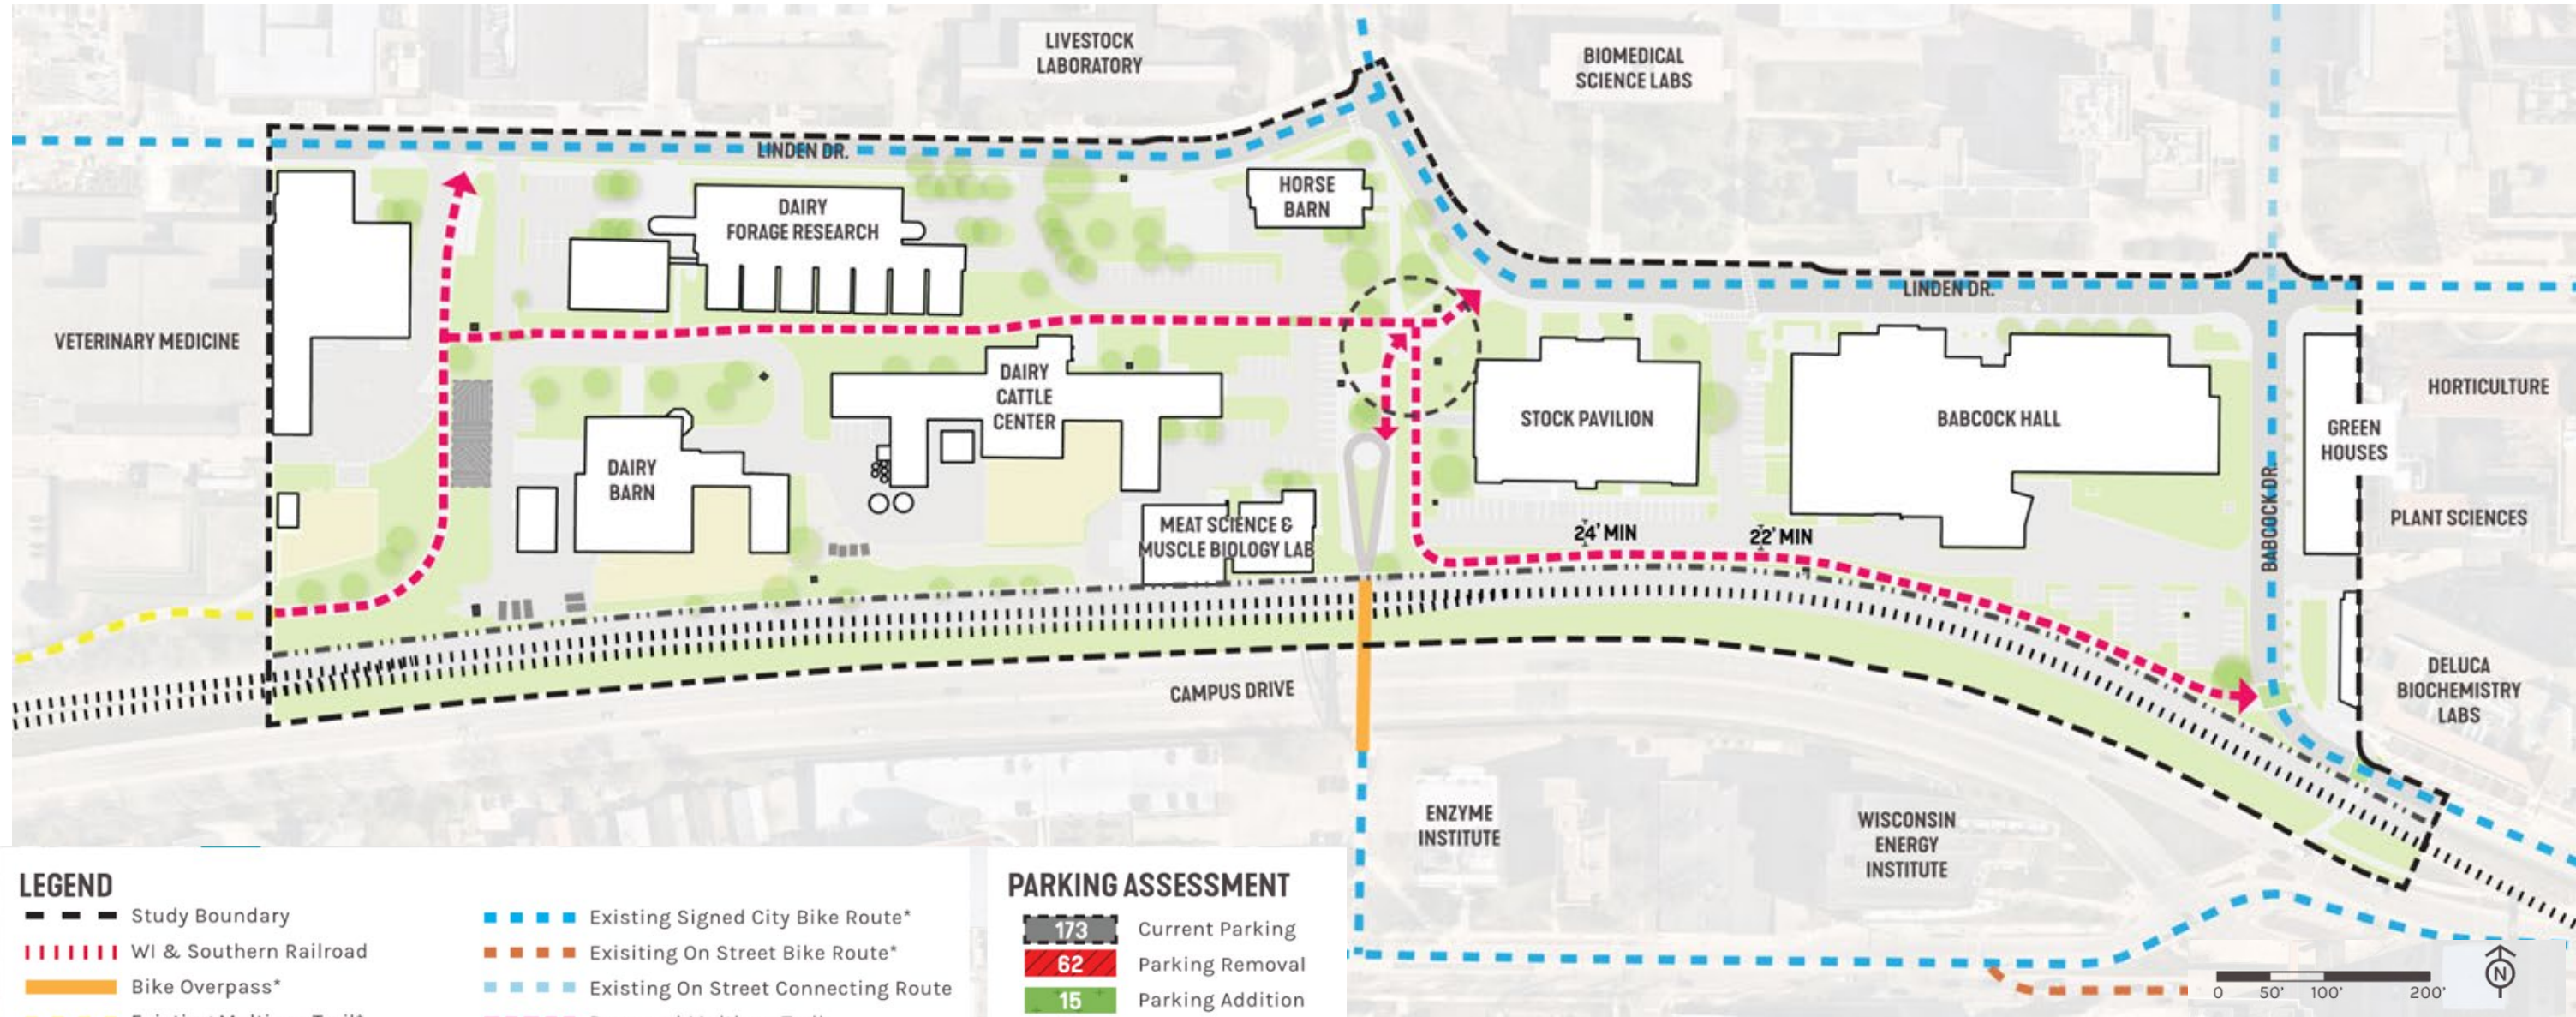 LIVESTOCK
LABORATORY
BIOMEDICAL
SCIENCE LABS
LINDEN DR.
HORSE
BARN
DAIRY
FORAGE RESEARCH
LINDEN DR.
VETERINARY MEDICINE
DAIRY
CATTLE
CENTER
STOCK PAVILION
BABCOCK HALL
HORTICULTURE
GREEN
HOUSES
DAIRY
BARN
BABCOCK DR.
PLANT SCIENCES
MEAT SCIENCE &
MUSCLE BIOLOGY LAB
24' MIN
22' MIN
CAMPUS DRIVE
DELUCA
BIOCHEMISTRY
LABS
ENZYME
INSTITUTE
WISCONSIN
ENERGY
INSTITUTE
LEGEND
Study Boundary
WI & Southern Railroad
Bike Overpass*
Existing Signed City Bike Route*
Exisiting On Street Bike Route*
Existing On Street Connecting Route
PARKING ASSESSMENT
173 Current Parking
62 Parking Removal
15 Parking Addition
N
0 50' 100' 200'